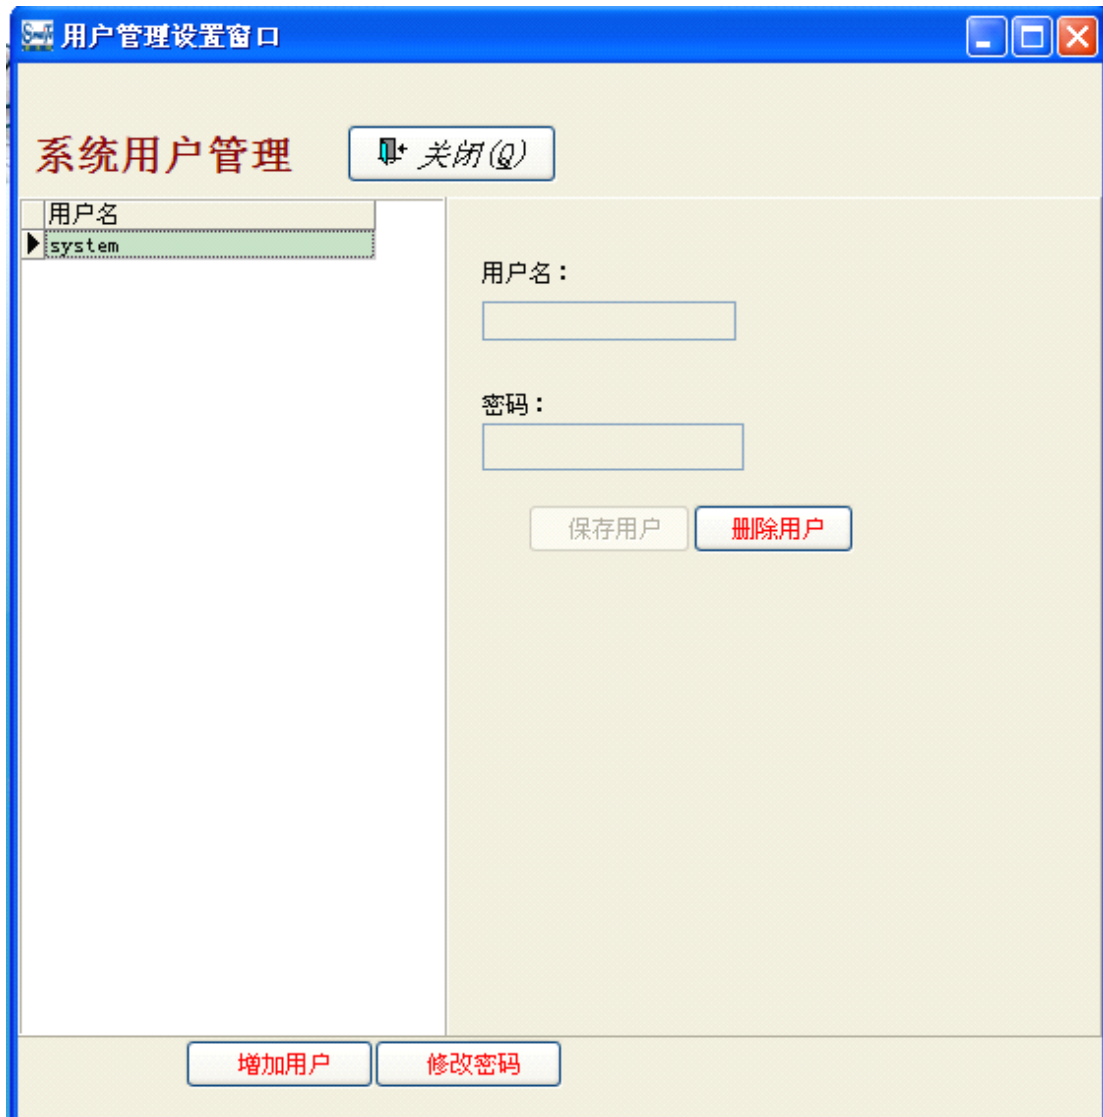 用户管理设置窗口
系统用户管理 关闭(Q)
用户名
system
用户名：
密码：
保存用户 删除用户
增加用户 修改密码